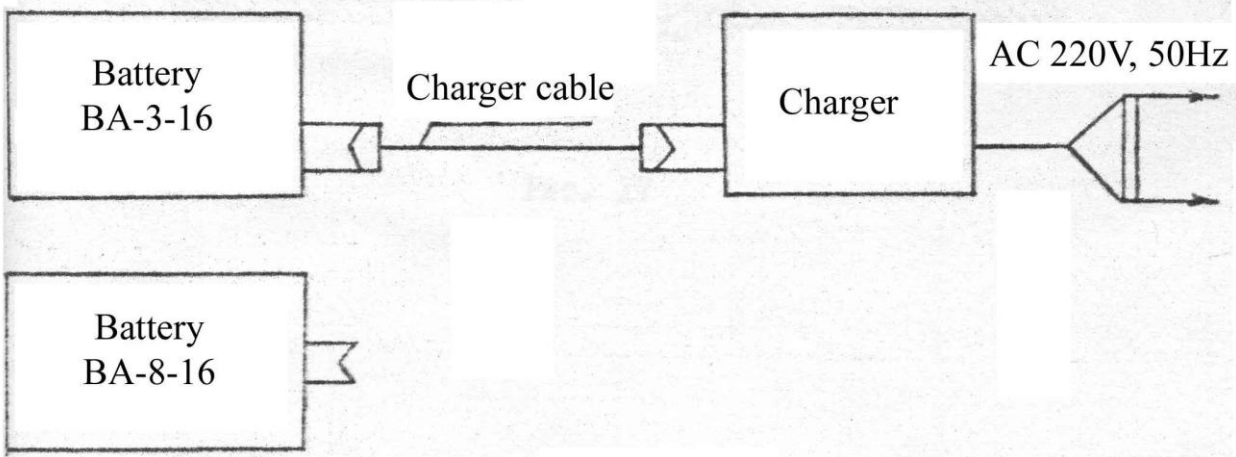 Battery
BA-3-16
Charger cable
Charger
AC 220V, 50Hz
Battery
BA-8-16